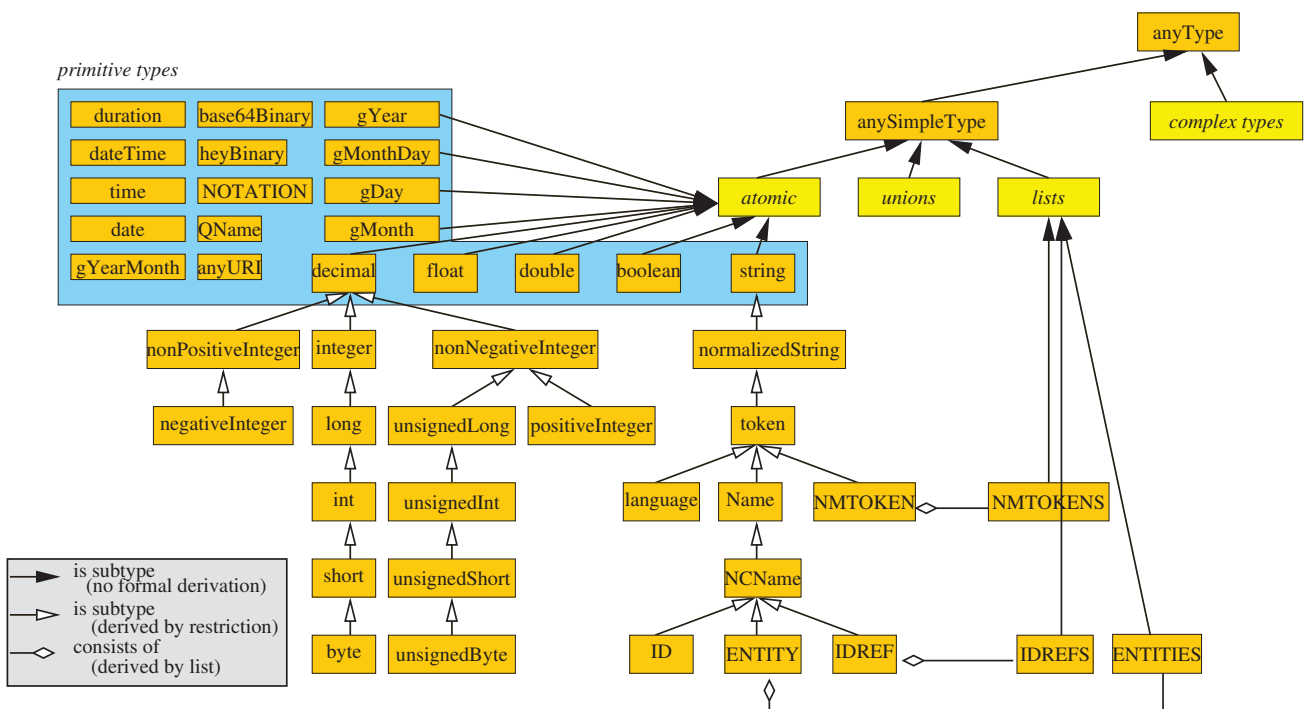 anyType
primitive types
duration base64Binary gYear
anySimpleType
complex types
dateTime heyBinary gMonthDay
time NOTATION gDay
atomic unions lists
date QName gMonth
gYearMonth anyURI decimal float double boolean string
nonPositiveInteger integer nonNegativeInteger normalizedString
negativeInteger long unsignedLong positiveInteger token
int unsignedInt language Name NMTOKEN NMTOKENS
short unsignedShort NCName
byte unsignedByte ID ENTITY IDREF IDREFS ENTITIES
is subtype
(no formal derivation)
is subtype
(derived by restriction)
consists of
(derived by list)